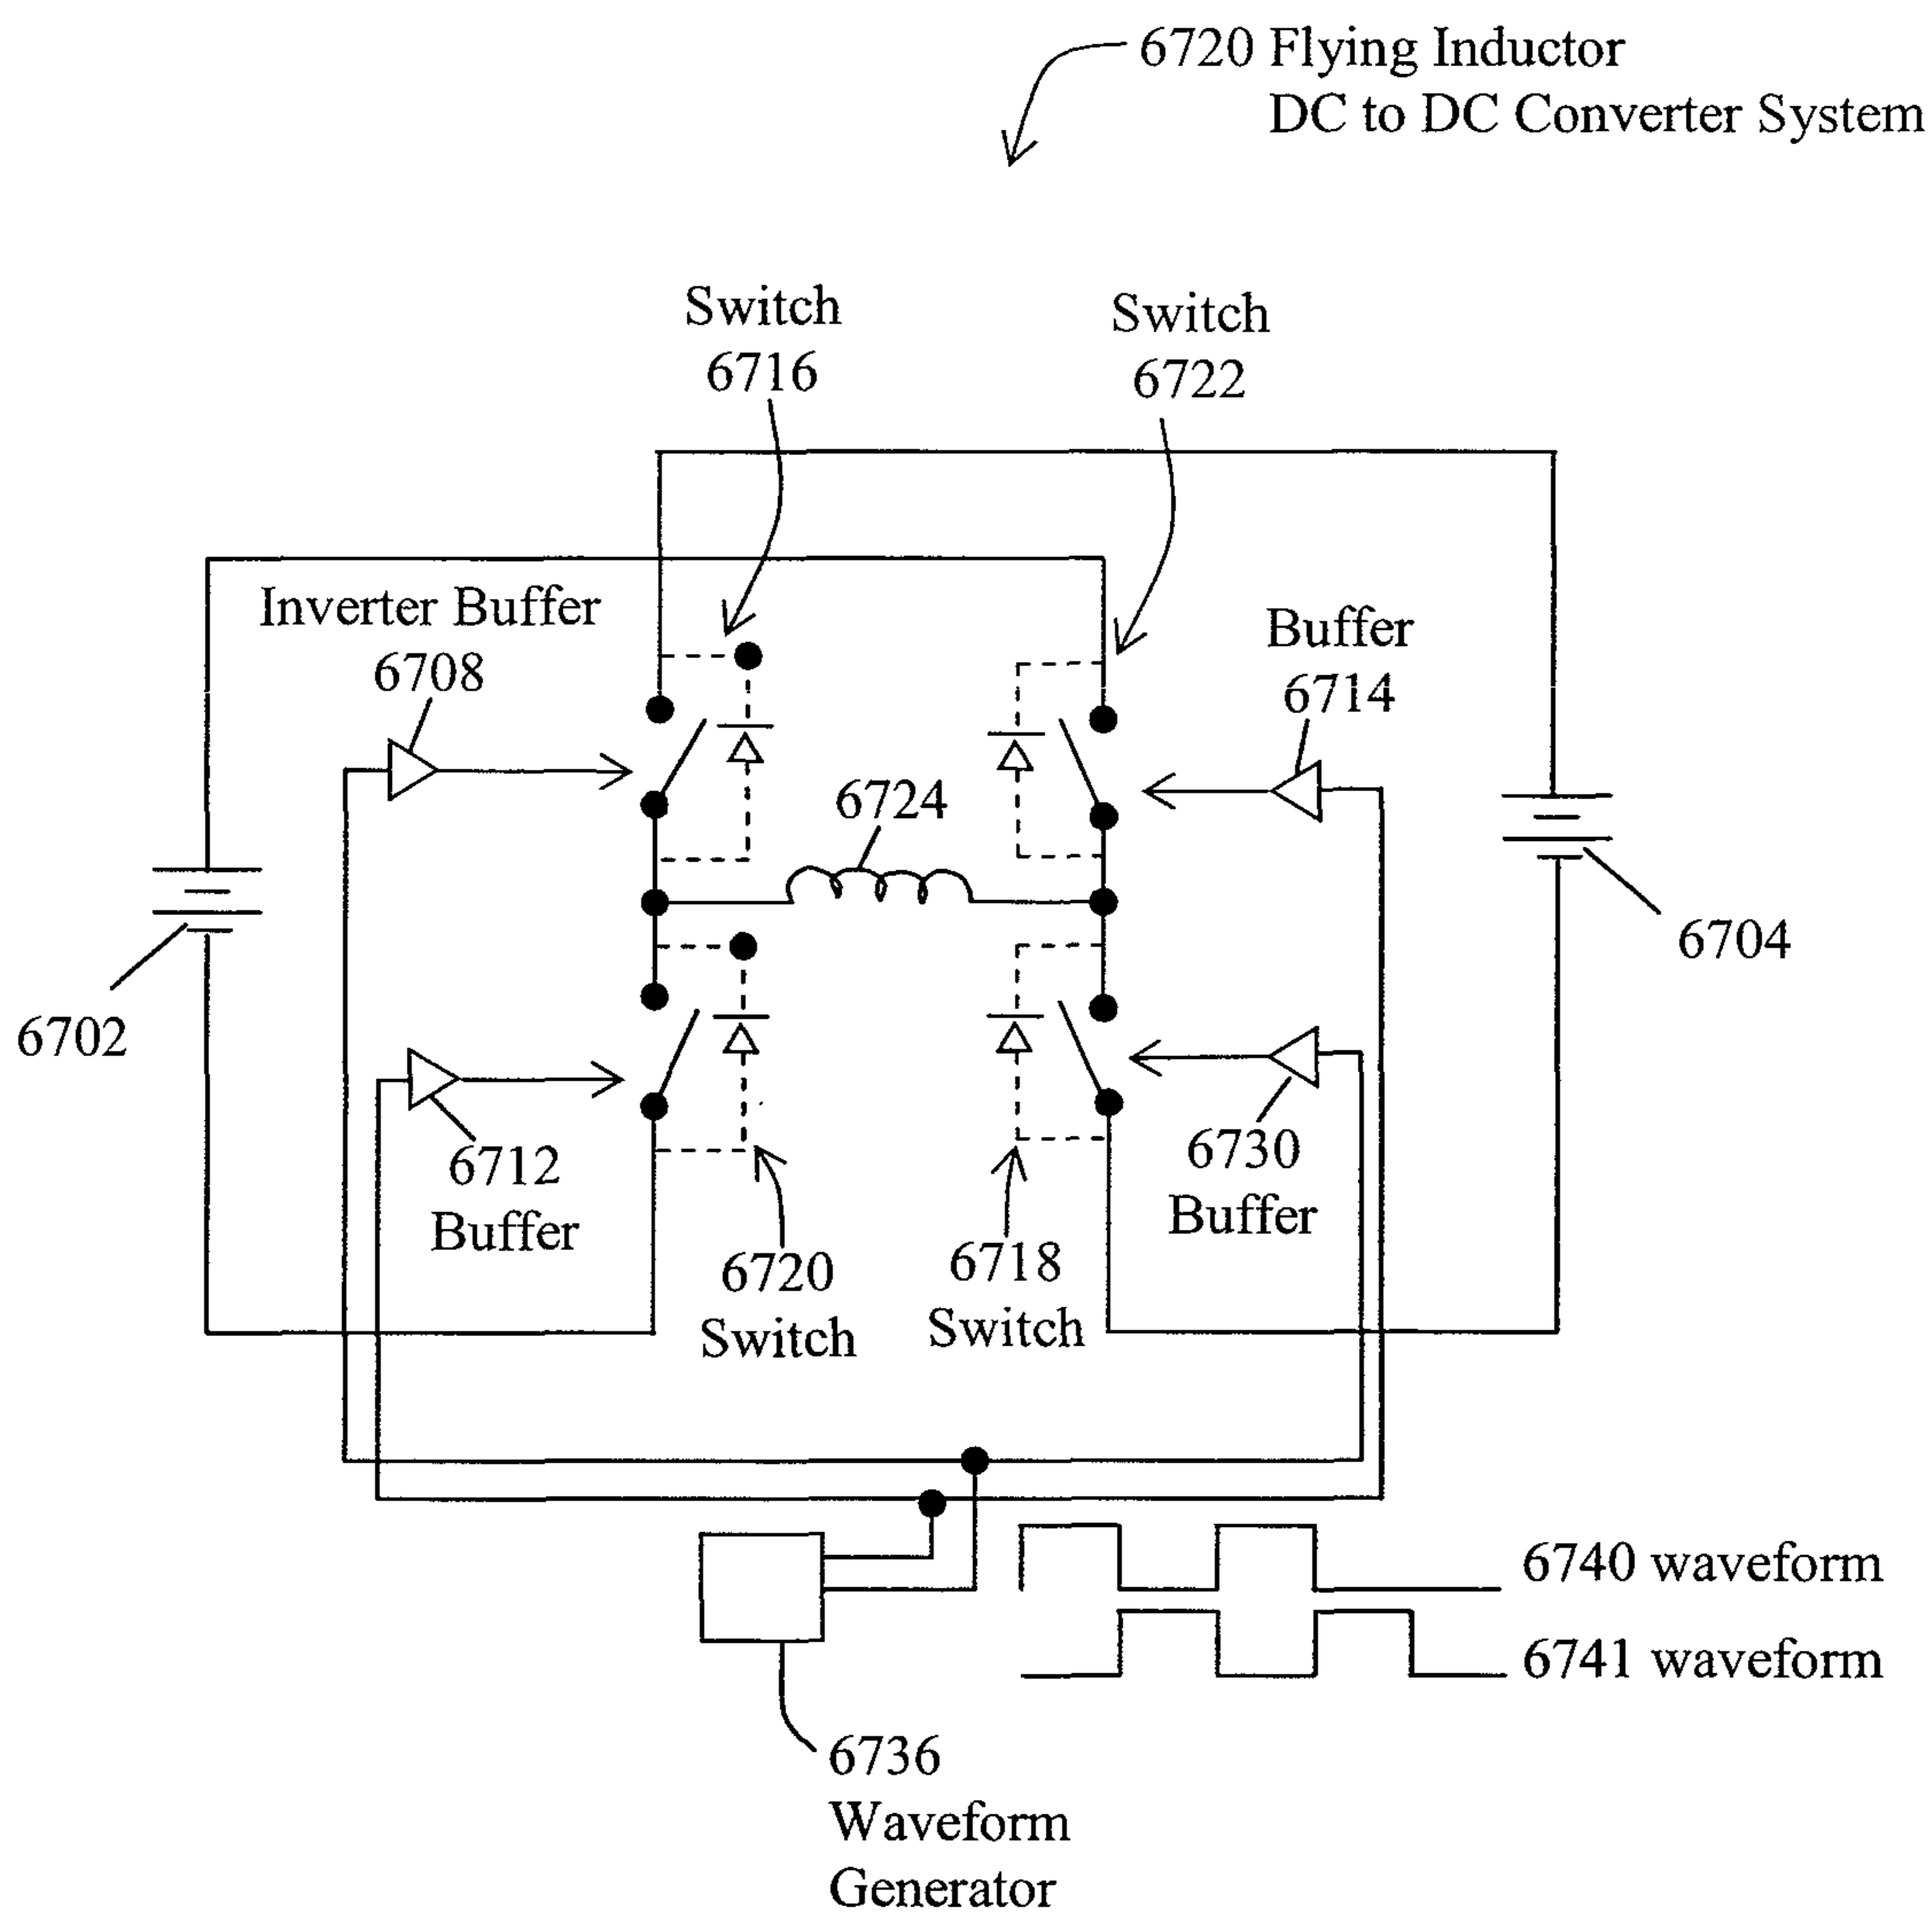 6720 Flying Inductor
DC to DC Converter System
Switch
6716
Switch
6722
Inverter Buffer
6708
Buffer
6714
6724
6704
6702
6712
Buffer
6730
Buffer
6720
Switch
6718
Switch
6740 waveform
6741 waveform
6736
Waveform
Generator